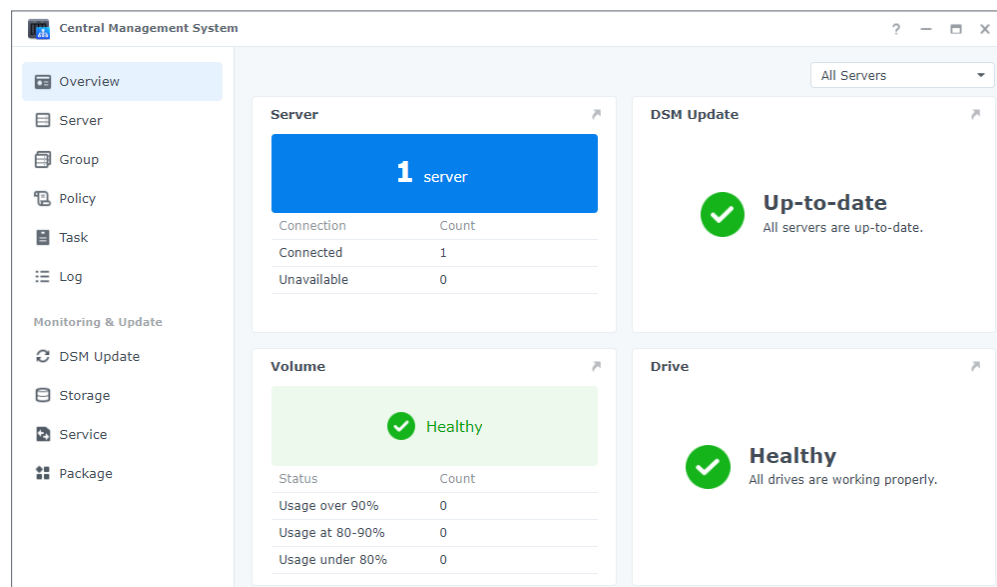 Central Management System
?
All Servers
Overview
Server
Group
Policy
Task
Log
Monitoring & Update
DSM Update
Storage
Service
Package
Server
1 server
Connection Count
Connected 1
Unavailable 0
DSM Update
Up-to-date
All servers are up-to-date.
Volume
Healthy
Status Count
Usage over 90% 0
Usage at 80-90% 0
Usage under 80% 0
Drive
Healthy
All drives are working properly.